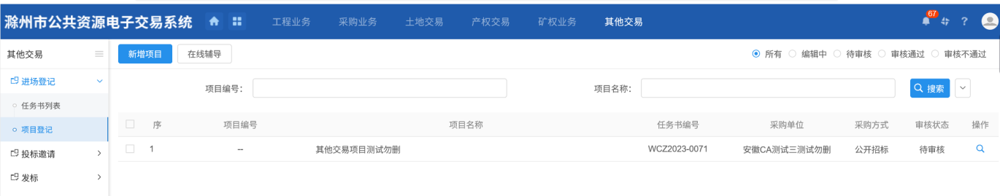 滁州市公共资源电子交易系统 工程业务 采购业务 土地交易 产权交易 矿权业务 其他交易 67 ?
其他交易 新增项目 在线辅导 所有 编辑中 待审核 审核通过 审核不通过
进场登记 项目编号： 项目名称： 搜索
任务书列表
序 项目编号 项目名称 任务书编号 采购单位 采购方式 审核状态 操作
项目登记
1 -- 其他交易项目测试勿删 WCZ2023-0071 安徽CA测试三测试勿删 公开招标 待审核
投标邀请
发标